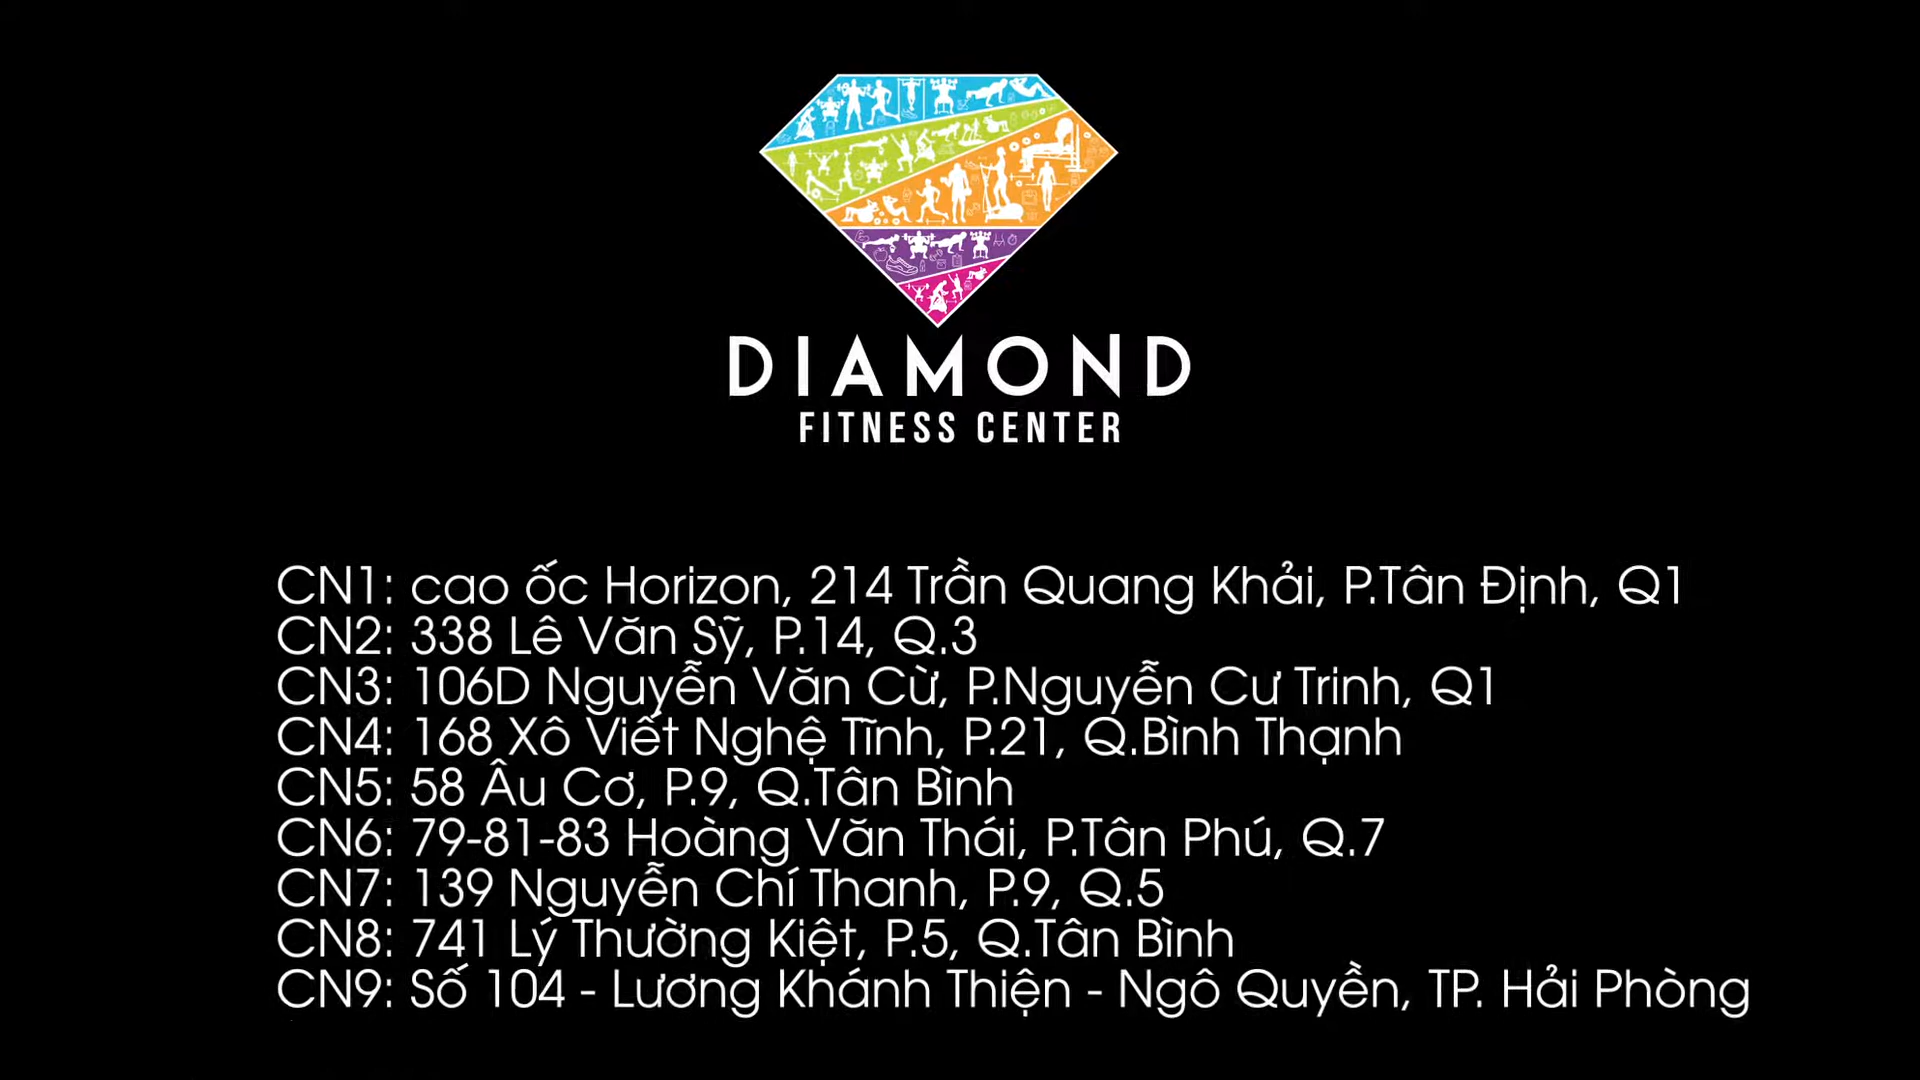 DIAMOND
FITNESS CENTER
CN1: cao ốc Horizon, 214 Trần Quang Khải, P.Tân Định, Q1
CN2: 338 Lê Văn Sỹ, P.14, Q.3
CN3: 106D Nguyễn Văn Cừ, P.Nguyễn Cư Trinh, Q1
CN4: 168 Xô Viết Nghệ Tĩnh, P.21, Q.Bình Thạnh
CN5: 58 Âu Cơ, P.9, Q.Tân Bình
CN6: 79-81-83 Hoàng Văn Thái, P.Tân Phú, Q.7
CN7: 139 Nguyễn Chí Thanh, P.9, Q.5
CN8: 741 Lý Thường Kiệt, P.5, Q.Tân Bình
CN9: Số 104 - Lương Khánh Thiện - Ngô Quyền, TP. Hải Phòng